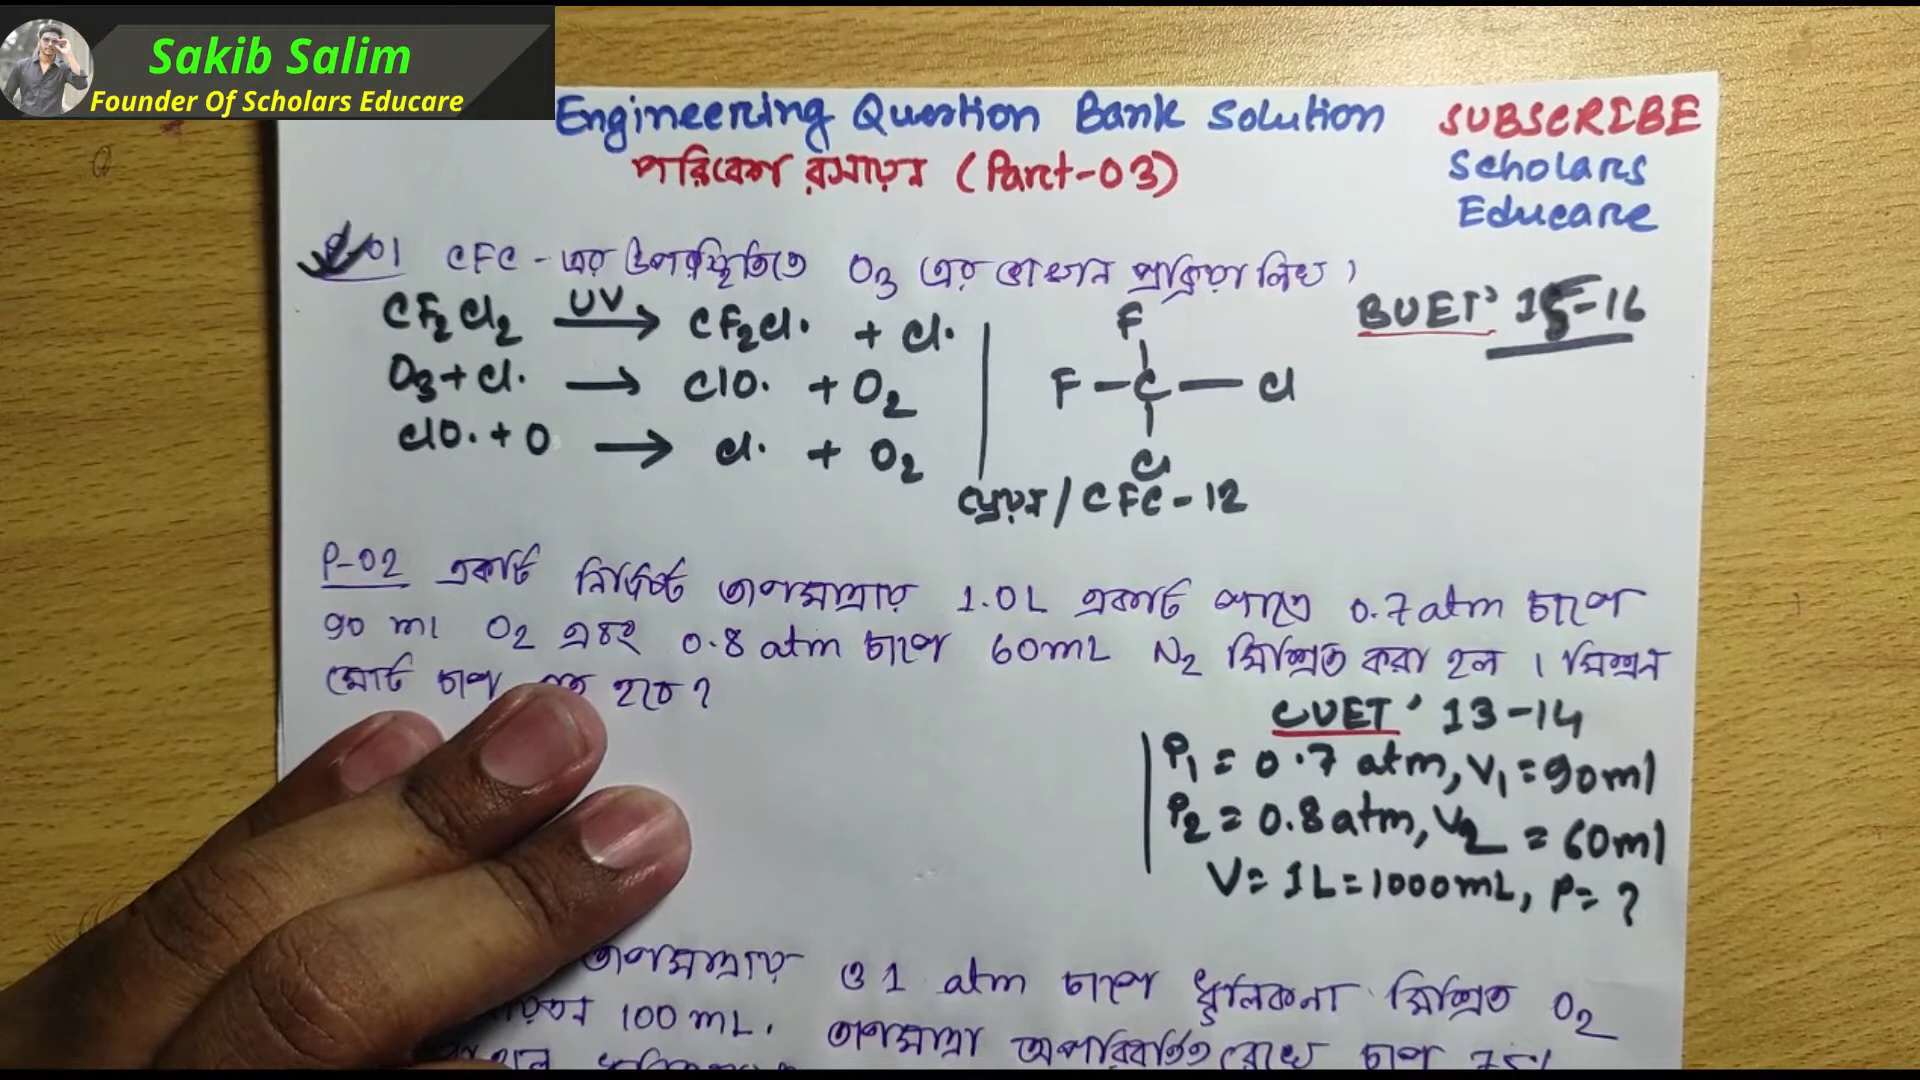 Sakib Salim
Founder Of Scholars Educare
Engineering Question Bank Solution
SUBSCRIBE
পরিবেশ রসায়ন (Part-03)
Scholars
Educare
P-01 CFC-এর উপস্থিতিতে O3 এর ভাঙ্গন প্রক্রিয়া লিখ।
BUET' 15-16
CF2Cl2 UV → CF2Cl· + Cl·
O3 + Cl· → ClO· + O2
ClO· + O → Cl· + O2
F
F - C - Cl
Cl
ফ্রেয়ন / CFC-12
P-02 একটি নির্দিষ্ট তাপমাত্রায় 1.0L একটি পাত্রে 0.7 atm চাপে
90 ml O2 এবং 0.8 atm চাপে 60mL N2 মিশ্রিত করা হল। মিশ্রন
মোট চাপ হবে?
CUET' 13-14
P1 = 0.7 atm, V1 = 90ml
P2 = 0.8 atm, V2 = 60ml
V = 1L = 1000mL, P = ?
তাপমাত্রায় ও 1 atm চাপে ধূলিকনা মিশ্রিত O2
100 mL. তাপমাত্রা অপরিবর্তিত রেখে চাপ 75%